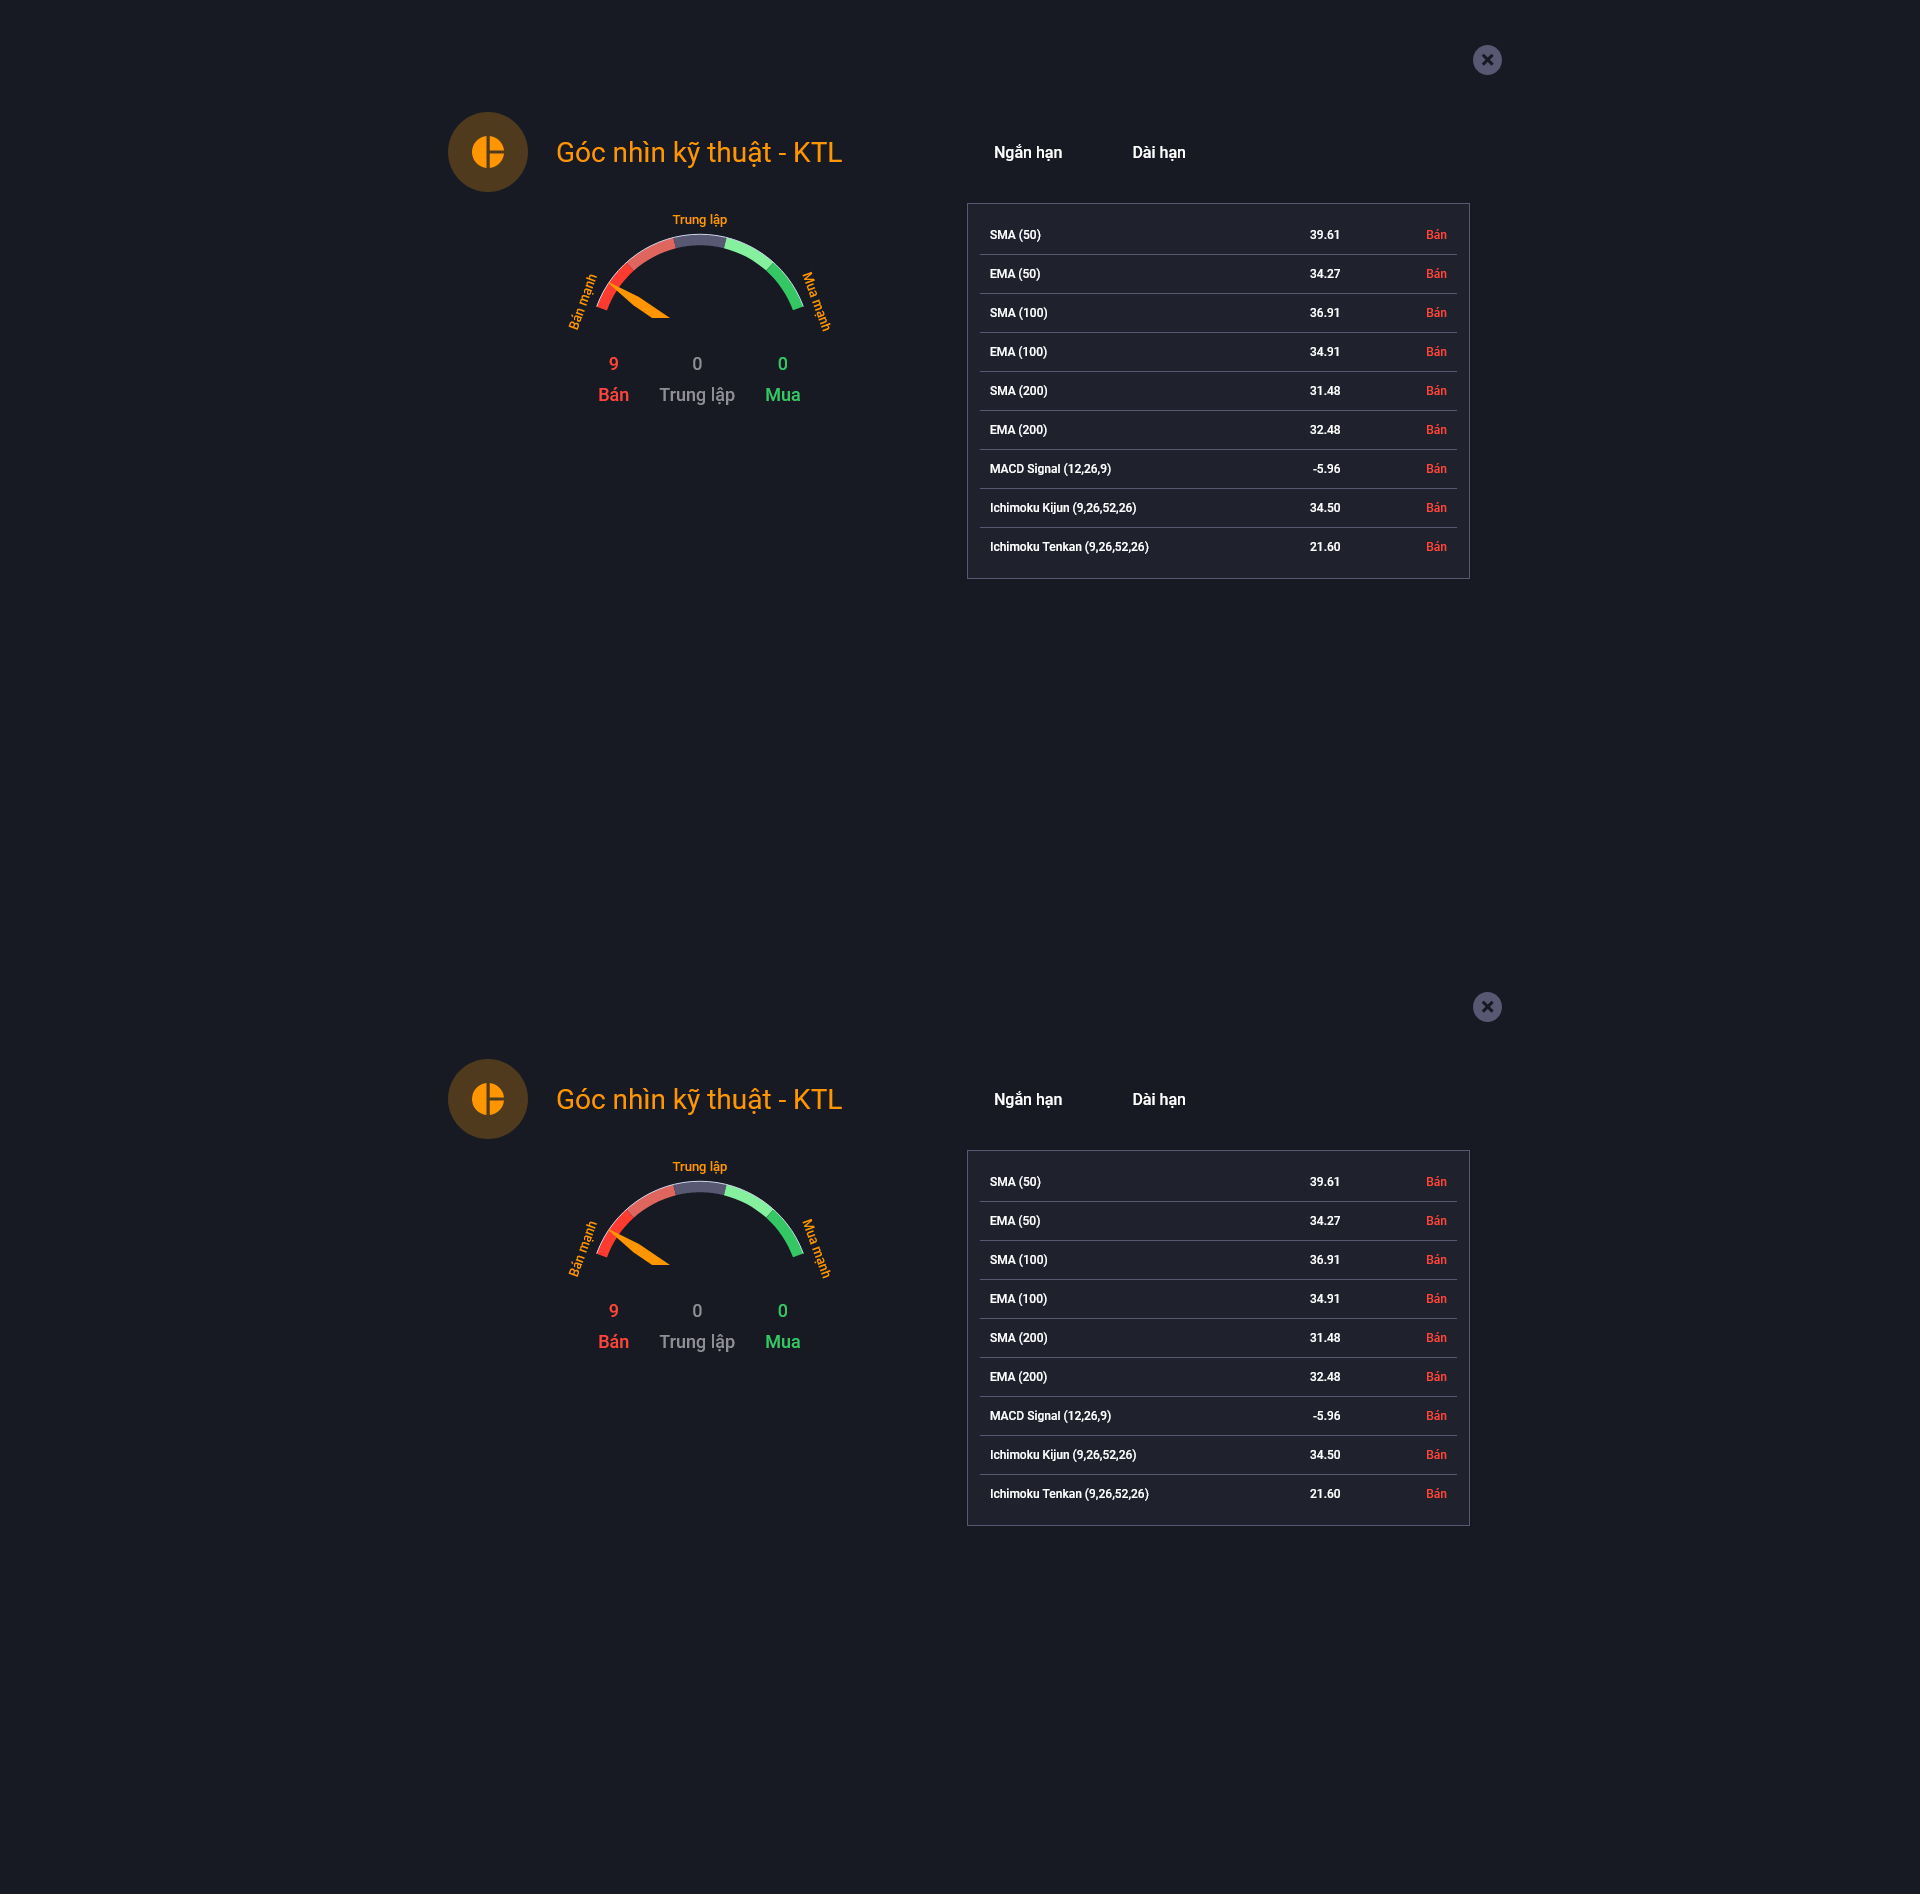 Góc nhìn kỹ thuật - KTL
Ngắn hạn Dài hạn
Trung lập
Bán mạnh
Mua mạnh
9 0 0
Bán Trung lập Mua
SMA (50) 39.61 Bán
EMA (50) 34.27 Bán
SMA (100) 36.91 Bán
EMA (100) 34.91 Bán
SMA (200) 31.48 Bán
EMA (200) 32.48 Bán
MACD Signal (12,26,9) -5.96 Bán
Ichimoku Kijun (9,26,52,26) 34.50 Bán
Ichimoku Tenkan (9,26,52,26) 21.60 Bán
Góc nhìn kỹ thuật - KTL
Ngắn hạn Dài hạn
Trung lập
Bán mạnh
Mua mạnh
9 0 0
Bán Trung lập Mua
SMA (50) 39.61 Bán
EMA (50) 34.27 Bán
SMA (100) 36.91 Bán
EMA (100) 34.91 Bán
SMA (200) 31.48 Bán
EMA (200) 32.48 Bán
MACD Signal (12,26,9) -5.96 Bán
Ichimoku Kijun (9,26,52,26) 34.50 Bán
Ichimoku Tenkan (9,26,52,26) 21.60 Bán